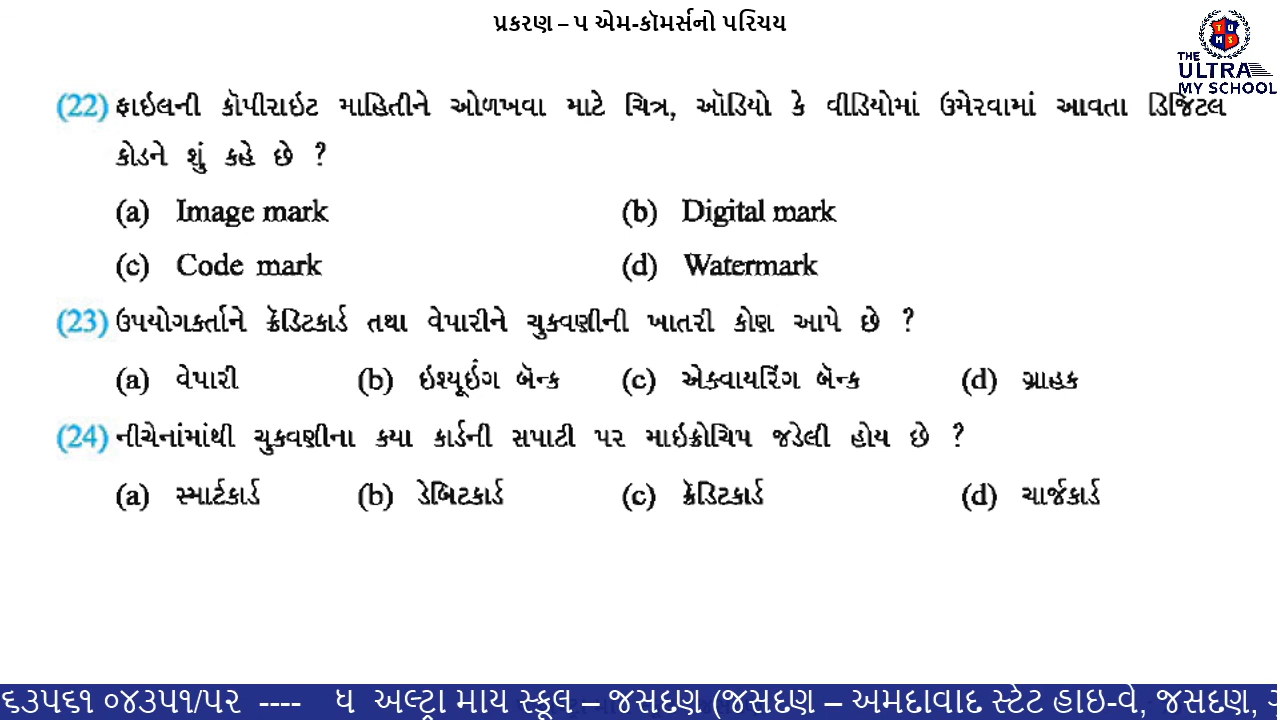 પ્રકરણ – ૫ એમ-કૉમર્સનો પરિચય
THE
ULTRA
MY SCHOOL
TUMS
(22) ફાઇલની કૉપીરાઇટ માહિતીને ઓળખવા માટે ચિત્ર, ઑડિયો કે વીડિયોમાં ઉમેરવામાં આવતા ડિજિટલ
કોડને શું કહે છે ?
(a) Image mark (b) Digital mark
(c) Code mark (d) Watermark
(23) ઉપયોગકર્તાને ક્રૅડિટકાર્ડ તથા વેપારીને ચુકવણીની ખાતરી કોણ આપે છે ?
(a) વેપારી (b) ઇશ્યૂઇંગ બૅન્ક (c) એક્વાયરિંગ બૅન્ક (d) ગ્રાહક
(24) નીચેનાંમાંથી ચુકવણીના કયા કાર્ડની સપાટી પર માઇક્રોચિપ જડેલી હોય છે ?
(a) સ્માર્ટકાર્ડ (b) ડેબિટકાર્ડ (c) ક્રૅડિટકાર્ડ (d) ચાર્જકાર્ડ
૬૩૫૬૧ ૦૪૩૫૧/૫૨ ---- ધ અલ્ટ્રા માય સ્કૂલ – જસદણ (જસદણ – અમદાવાદ સ્ટેટ હાઇ-વે, જસદણ,